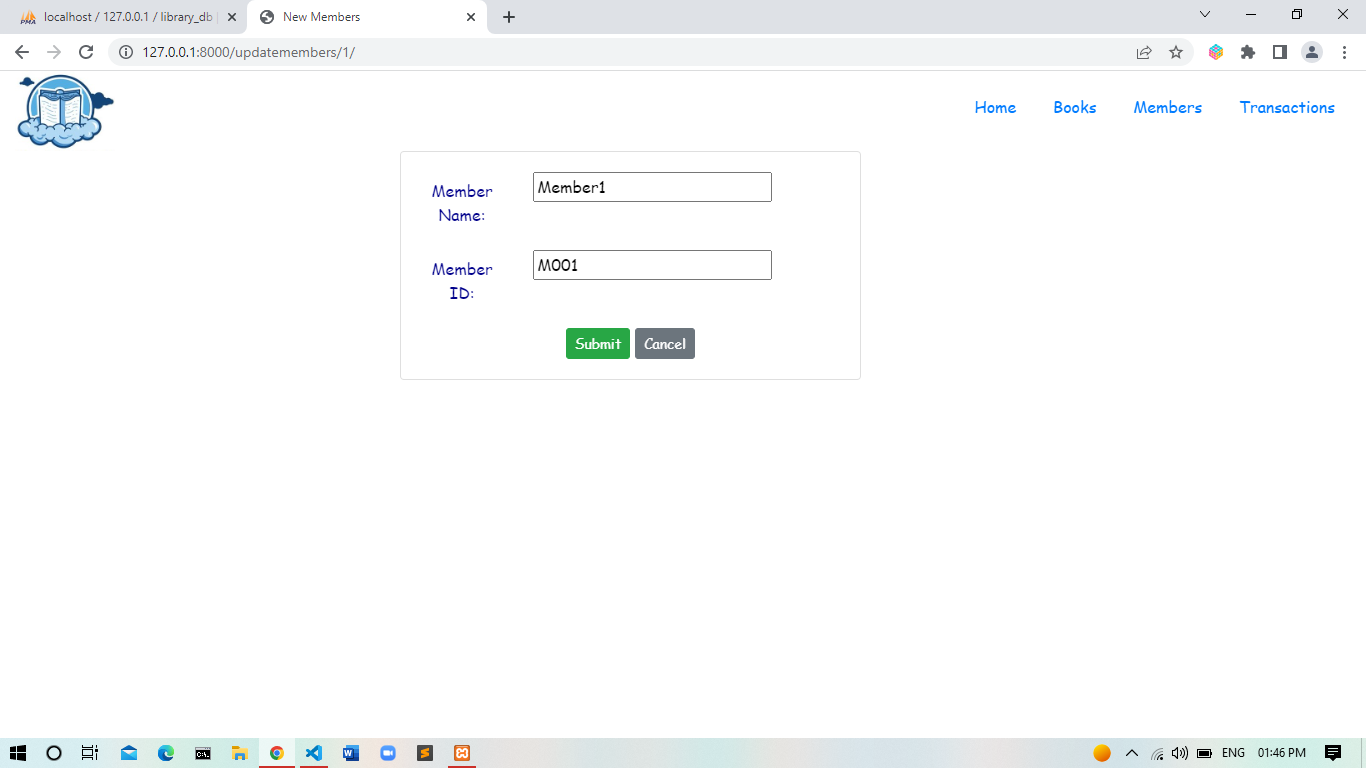 localhost / 127.0.0.1 / library_db
New Members
127.0.0.1:8000/updatemembers/1/
Home Books Members Transactions
Member Name: Member1
Member ID: M001
Submit Cancel
ENG 01:46 PM